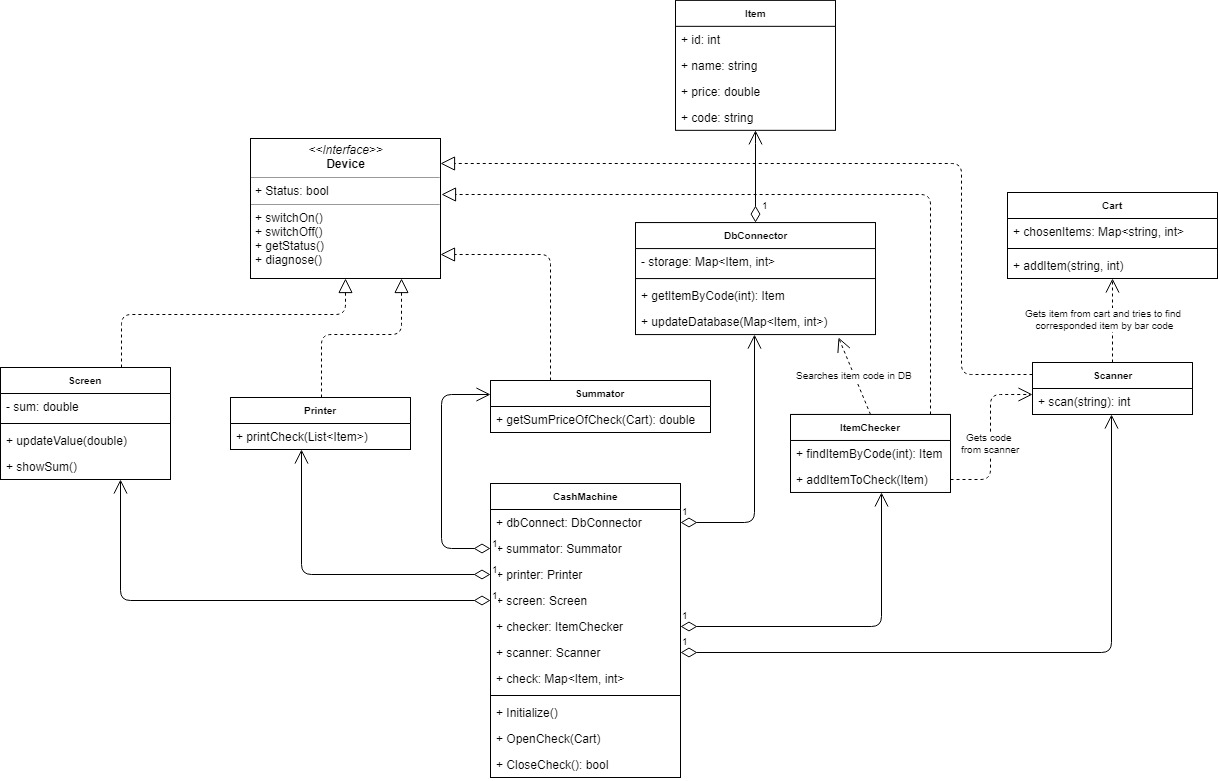 Item
+ id: int
+ name: string
+ price: double
+ code: string
<<Interface>>
Device
+ Status: bool
+ switchOn()
+ switchOff()
+ getStatus()
+ diagnose()
1
DbConnector
- storage: Map<Item, int>
+ getItemByCode(int): Item
+ updateDatabase(Map<Item, int>)
Cart
+ chosenItems: Map<string, int>
+ addItem(string, int)
Gets item from cart and tries to find
corresponded item by bar code
Screen
- sum: double
+ updateValue(double)
+ showSum()
Printer
+ printCheck(List<Item>)
Summator
+ getSumPriceOfCheck(Cart): double
Searches item code in DB
Scanner
+ scan(string): int
ItemChecker
+ findItemByCode(int): Item
+ addItemToCheck(Item)
Gets code
from scanner
CashMachine
+ dbConnect: DbConnector
1
1
+ summator: Summator
1
+ printer: Printer
1
+ screen: Screen
+ checker: ItemChecker
1
+ scanner: Scanner
1
+ check: Map<Item, int>
+ Initialize()
+ OpenCheck(Cart)
+ CloseCheck(): bool